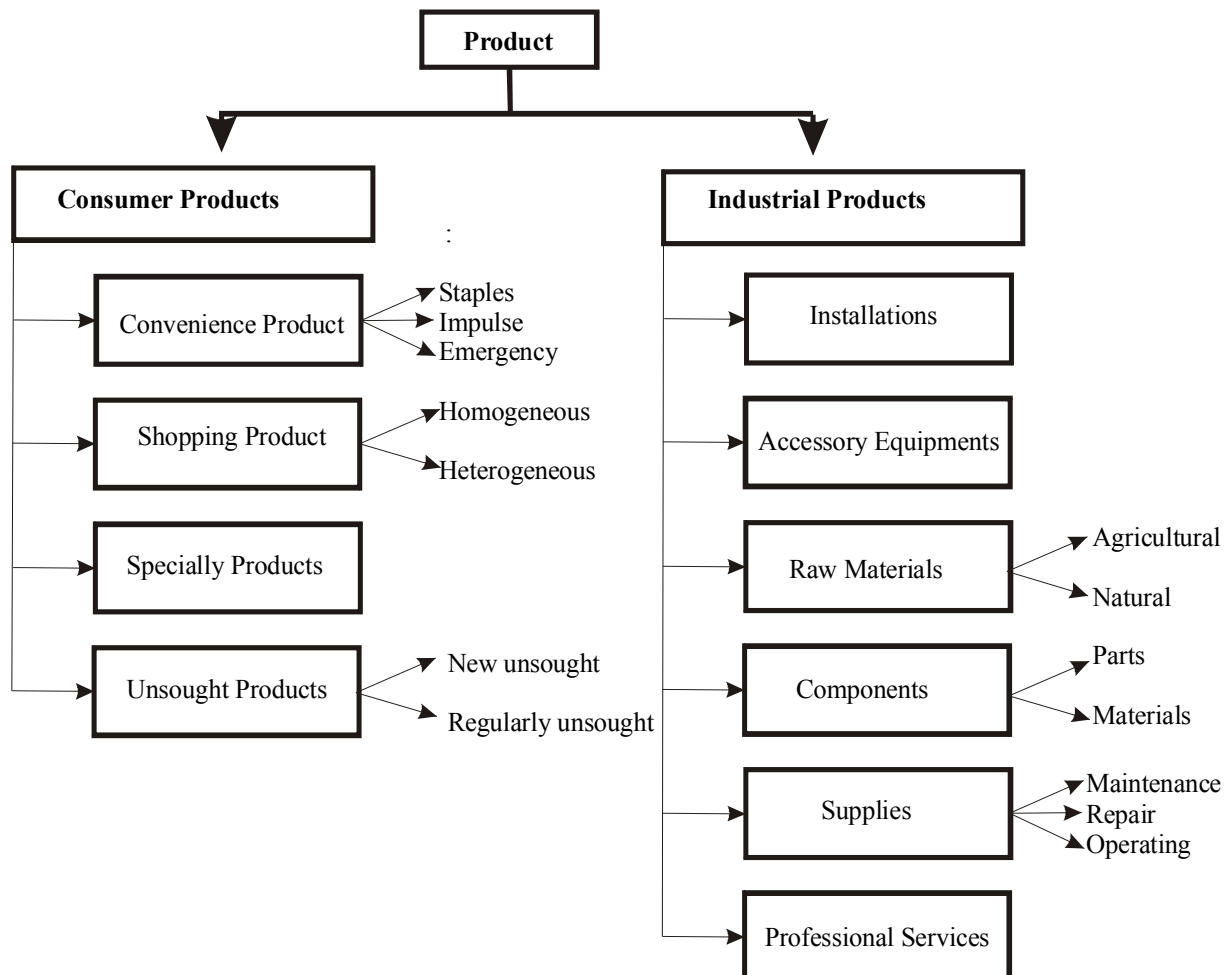 Product
Consumer Products
:
Convenience Product
Staples
Impulse
Emergency
Shopping Product
Homogeneous
Heterogeneous
Specially Products
Unsought Products
New unsought
Regularly unsought
Industrial Products
Installations
Accessory Equipments
Raw Materials
Agricultural
Natural
Components
Parts
Materials
Supplies
Maintenance
Repair
Operating
Professional Services